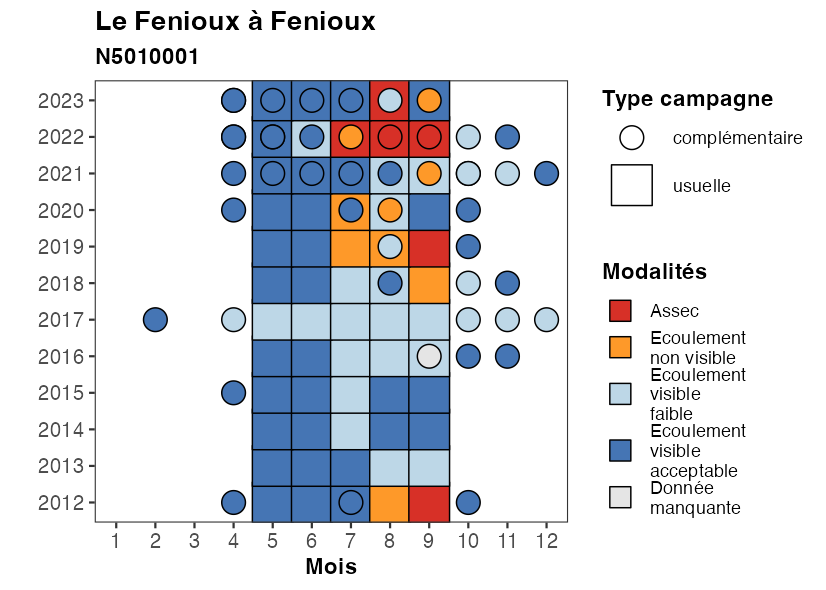 Le Fenioux à Fenioux
N5010001
2023
2022
2021
2020
2019
2018
2017
2016
2015
2014
2013
2012
1 2 3 4 5 6 7 8 9 10 11 12
Mois
Type campagne
complémentaire
usuelle
Modalités
Assec
Ecoulement
non visible
Ecoulement
visible
faible
Ecoulement
visible
acceptable
Donnée
manquante